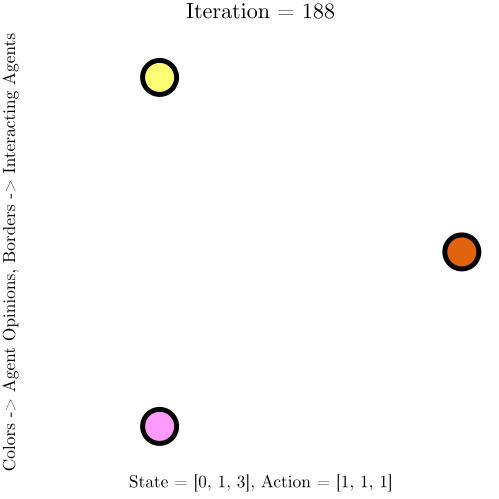 Iteration = 188
Colors -> Agent Opinions, Borders -> Interacting Agents
State = [0, 1, 3], Action = [1, 1, 1]